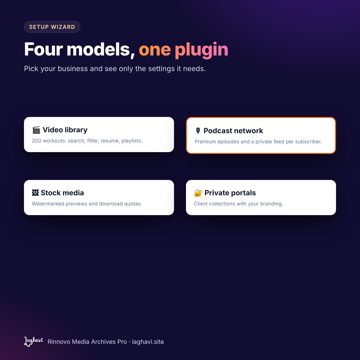 SETUP WIZARD
Four models, one plugin
Pick your business and see only the settings it needs.
🎬 Video library
200 workouts: search, filter, resume, playlists.
🎙 Podcast network
Premium episodes and a private feed per subscriber.
🖼 Stock media
Watermarked previews and download quotas.
🔐 Private portals
Client collections with your branding.
laghavi
Rinnovo Media Archives Pro · laghavi.site